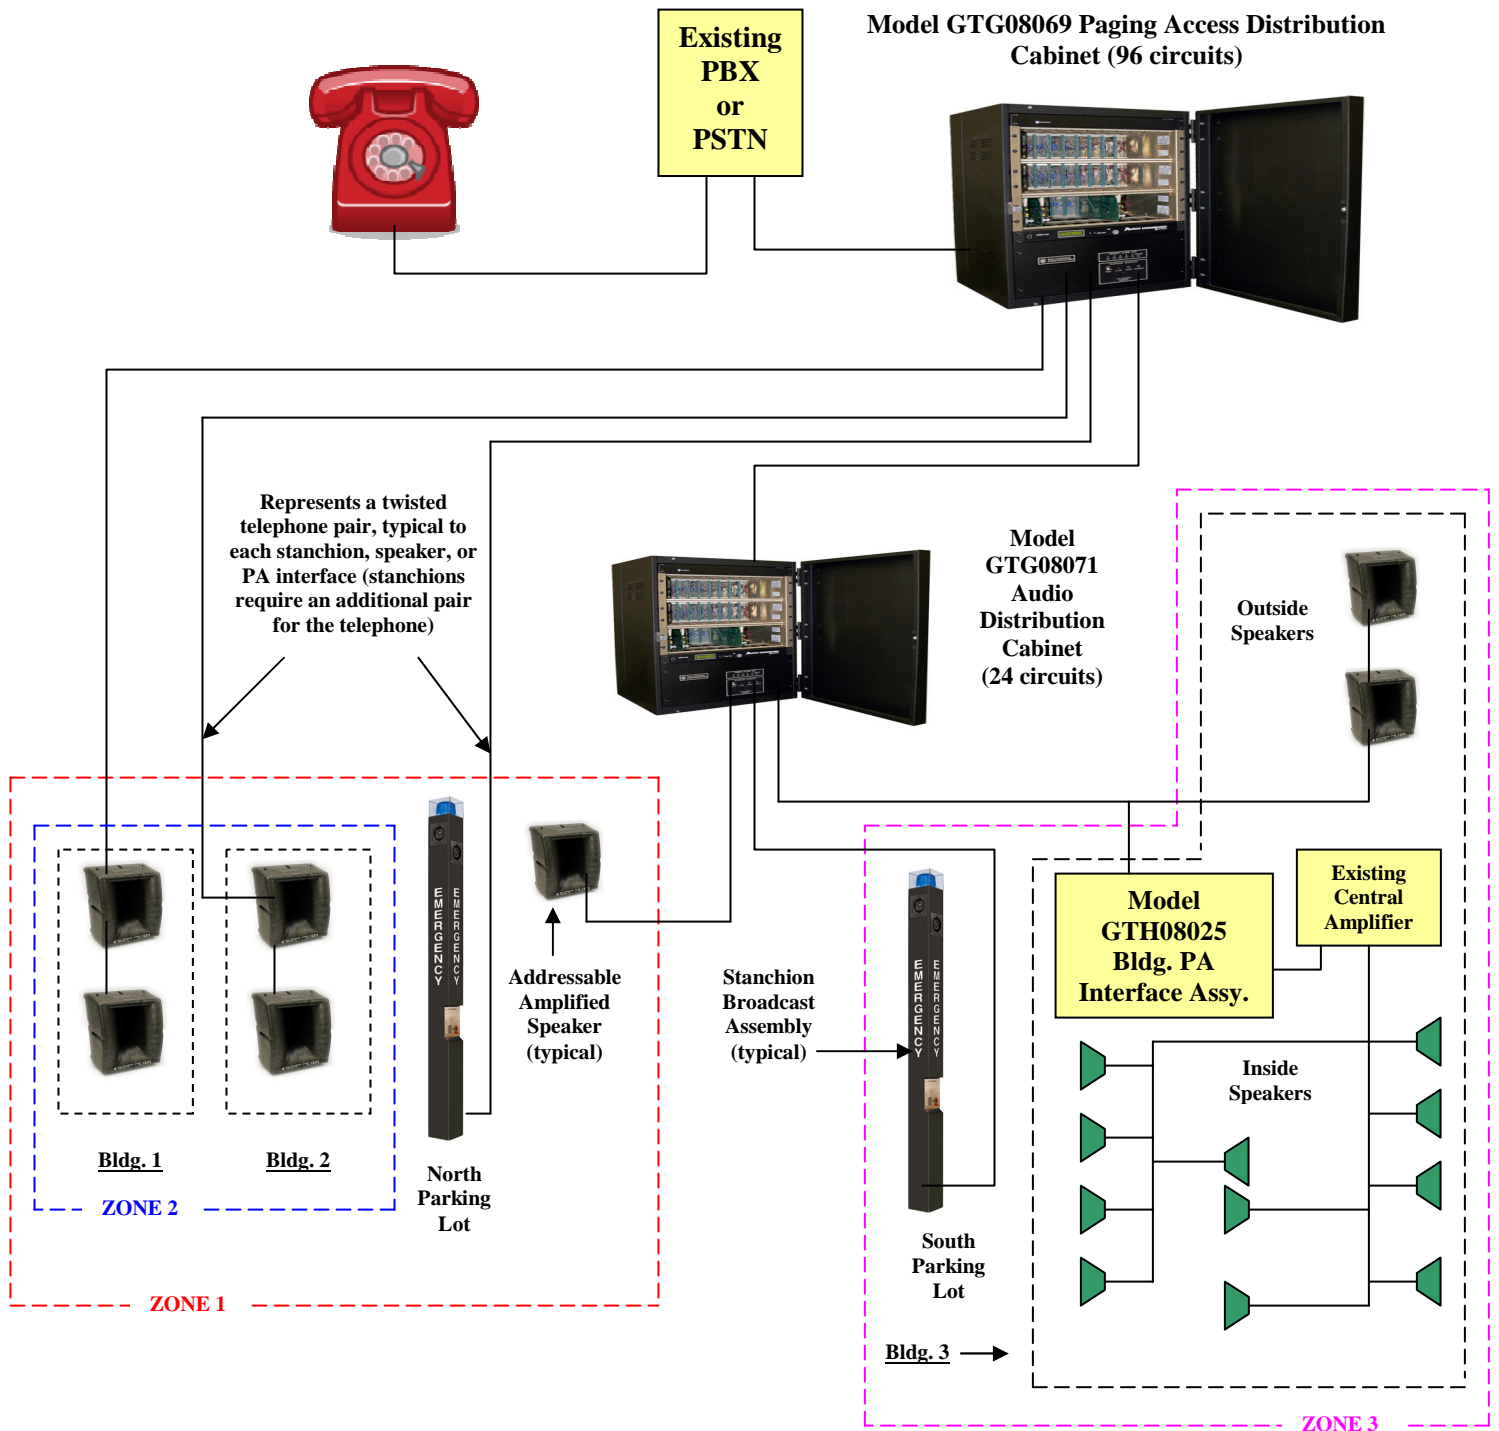 Existing
PBX
or
PSTN
Model GTG08069 Paging Access Distribution
Cabinet (96 circuits)
Represents a twisted
telephone pair, typical to
each stanchion, speaker, or
PA interface (stanchions
require an additional pair
for the telephone)
Model
GTG08071
Audio
Distribution
Cabinet
(24 circuits)
Outside
Speakers
EMERGENCY
EMERGENCY
Addressable
Amplified
Speaker
(typical)
Stanchion
Broadcast
Assembly
(typical)
EMERGENCY
EMERGENCY
Model
GTH08025
Bldg. PA
Interface Assy.
Existing
Central
Amplifier
Inside
Speakers
Bldg. 1
Bldg. 2
ZONE 2
North
Parking
Lot
ZONE 1
South
Parking
Lot
Bldg. 3
ZONE 3